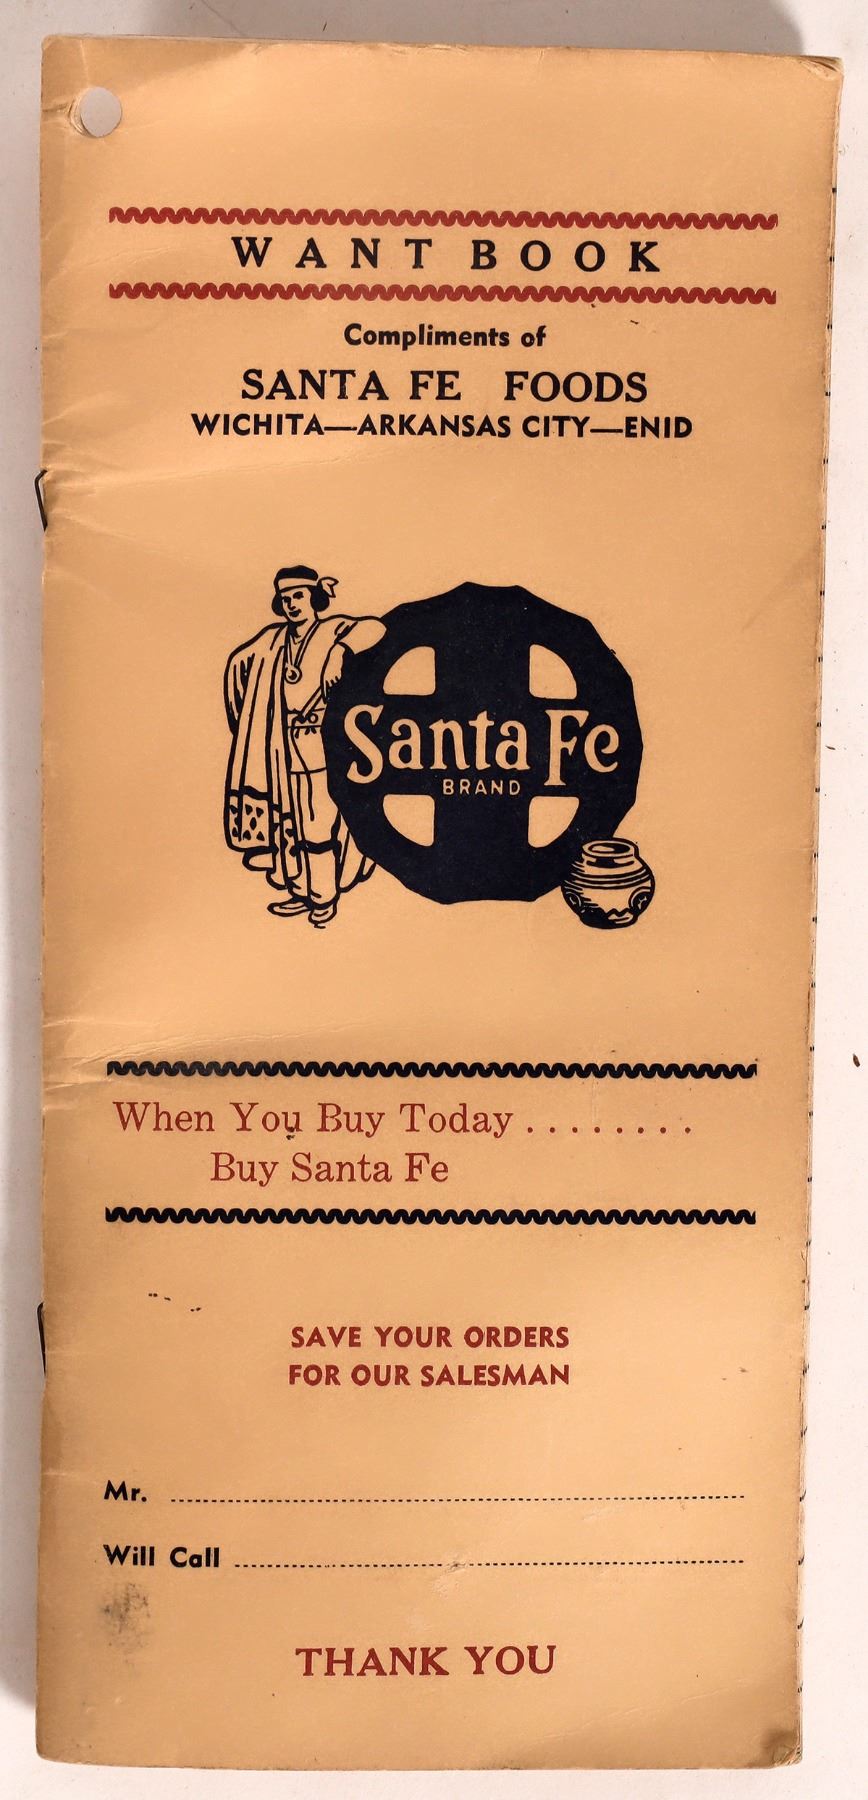 WANT BOOK
Compliments of
SANTA FE FOODS
WICHITA—ARKANSAS CITY—ENID
Santa Fe
BRAND
When You Buy Today ........
Buy Santa Fe
SAVE YOUR ORDERS
FOR OUR SALESMAN
Mr.
Will Call
THANK YOU